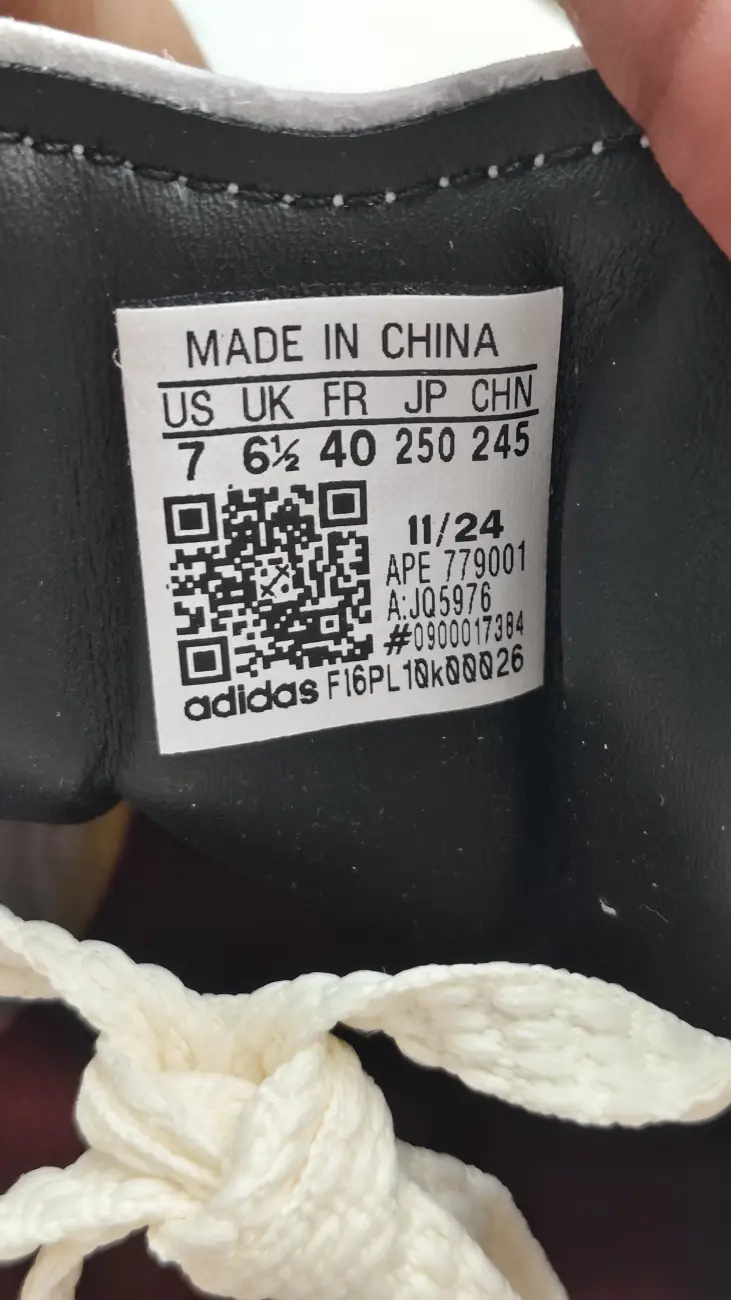 MADE IN CHINA
US UK FR JP CHN
7 6½ 40 250 245
11/24
APE 779001
A:JQ5976
#0900017384
adidas F16PL10k00026